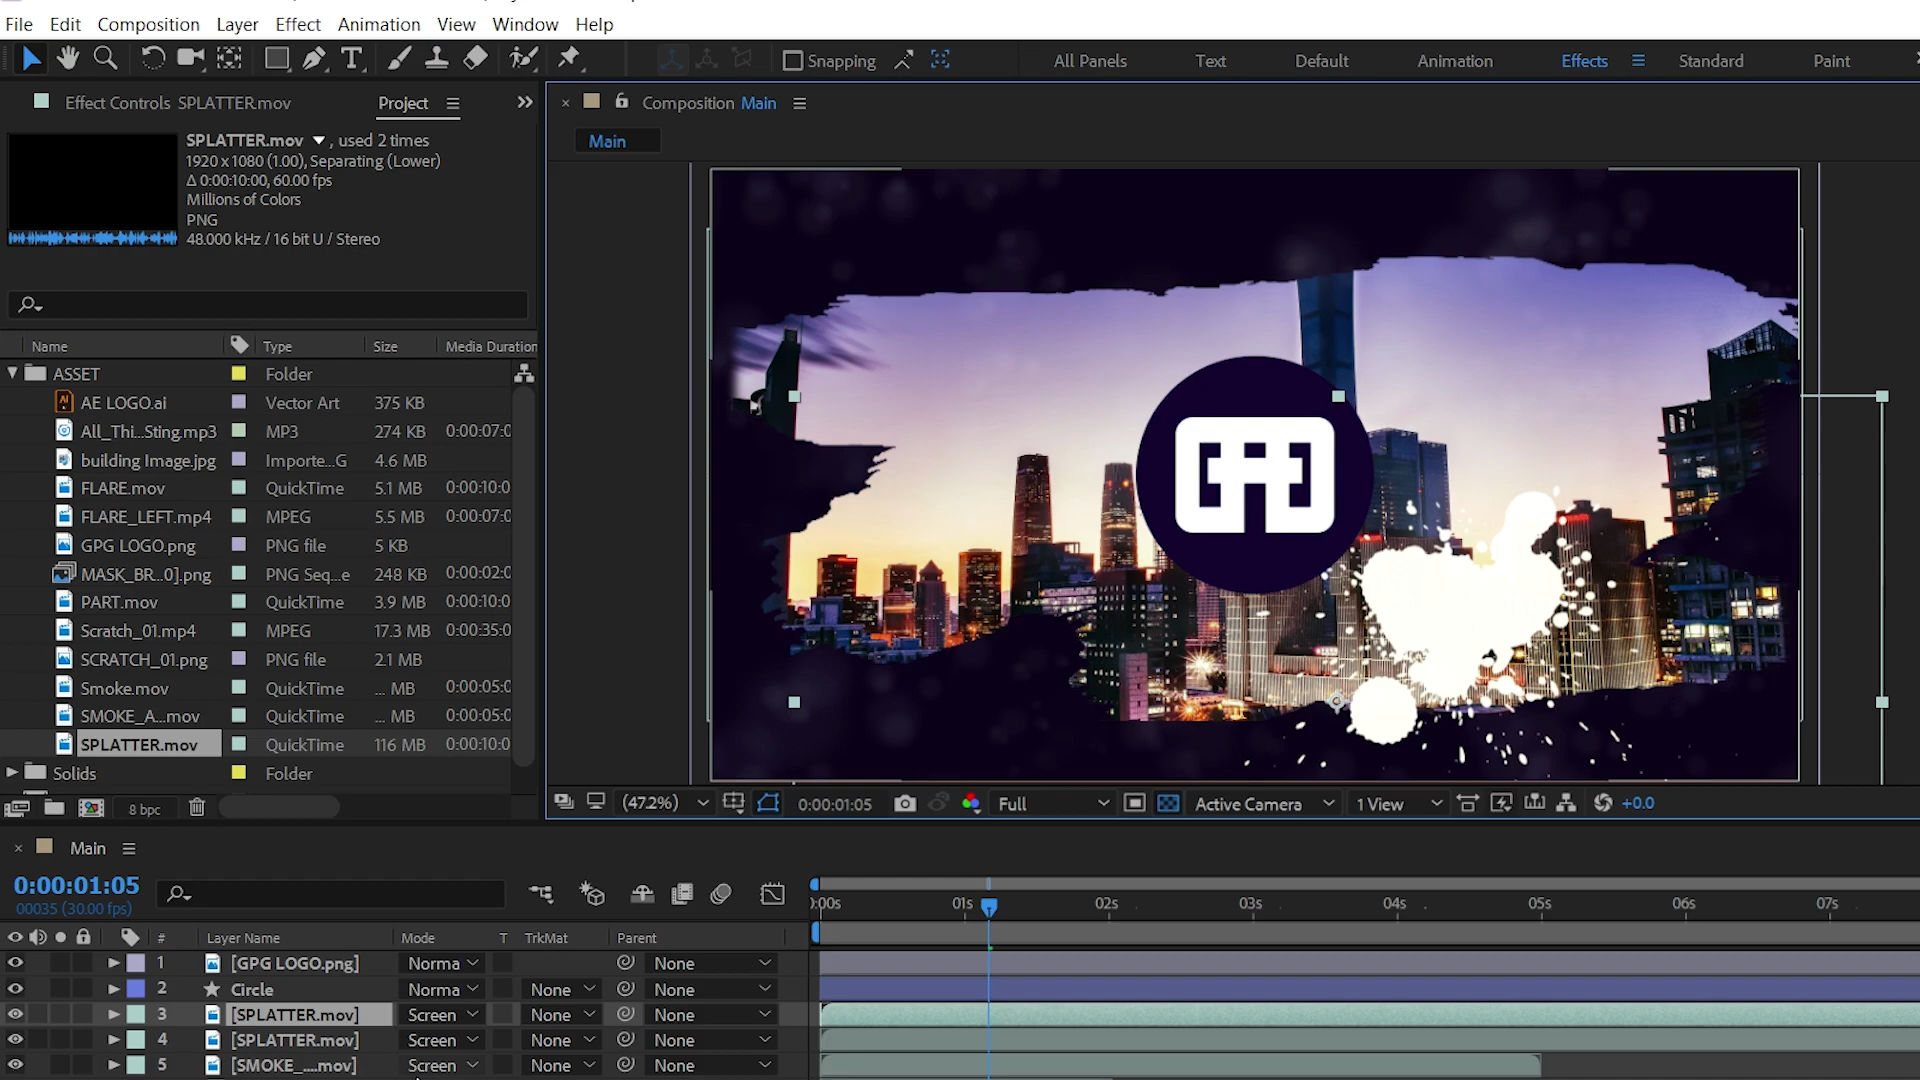 File Edit Composition Layer Effect Animation View Window Help
Snapping All Panels Text Default Animation Effects Standard Paint
Effect Controls SPLATTER.mov Project
Composition Main
Main
SPLATTER.mov , used 2 times
1920 x 1080 (1.00), Separating (Lower)
Δ 0:00:10:00, 60.00 fps
Millions of Colors
PNG
48.000 kHz / 16 bit U / Stereo
Name Type Size Media Duration
ASSET Folder
AE LOGO.ai Vector Art 375 KB
All_Thi...Sting.mp3 MP3 274 KB 0:00:07:0
building Image.jpg Importe...G 4.6 MB
FLARE.mov QuickTime 5.1 MB 0:00:10:0
FLARE_LEFT.mp4 MPEG 5.5 MB 0:00:07:0
GPG LOGO.png PNG file 5 KB
MASK_BR...0].png PNG Seq...e 248 KB 0:00:02:0
PART.mov QuickTime 3.9 MB 0:00:10:0
Scratch_01.mp4 MPEG 17.3 MB 0:00:35:0
SCRATCH_01.png PNG file 2.1 MB
Smoke.mov QuickTime ... MB 0:00:05:0
SMOKE_A...mov QuickTime ... MB 0:00:05:0
SPLATTER.mov QuickTime 116 MB 0:00:10:0
Solids Folder
8 bpc
(47.2%) 0:00:01:05 Full Active Camera 1 View +0.0
Main
0:00:01:05
00035 (30.00 fps)
):00s 01s 02s 03s 04s 05s 06s 07s
# Layer Name Mode T TrkMat Parent
1 [GPG LOGO.png] Norma None
2 Circle Norma None None
3 [SPLATTER.mov] Screen None None
4 [SPLATTER.mov] Screen None None
5 [SMOKE_....mov] Screen None None